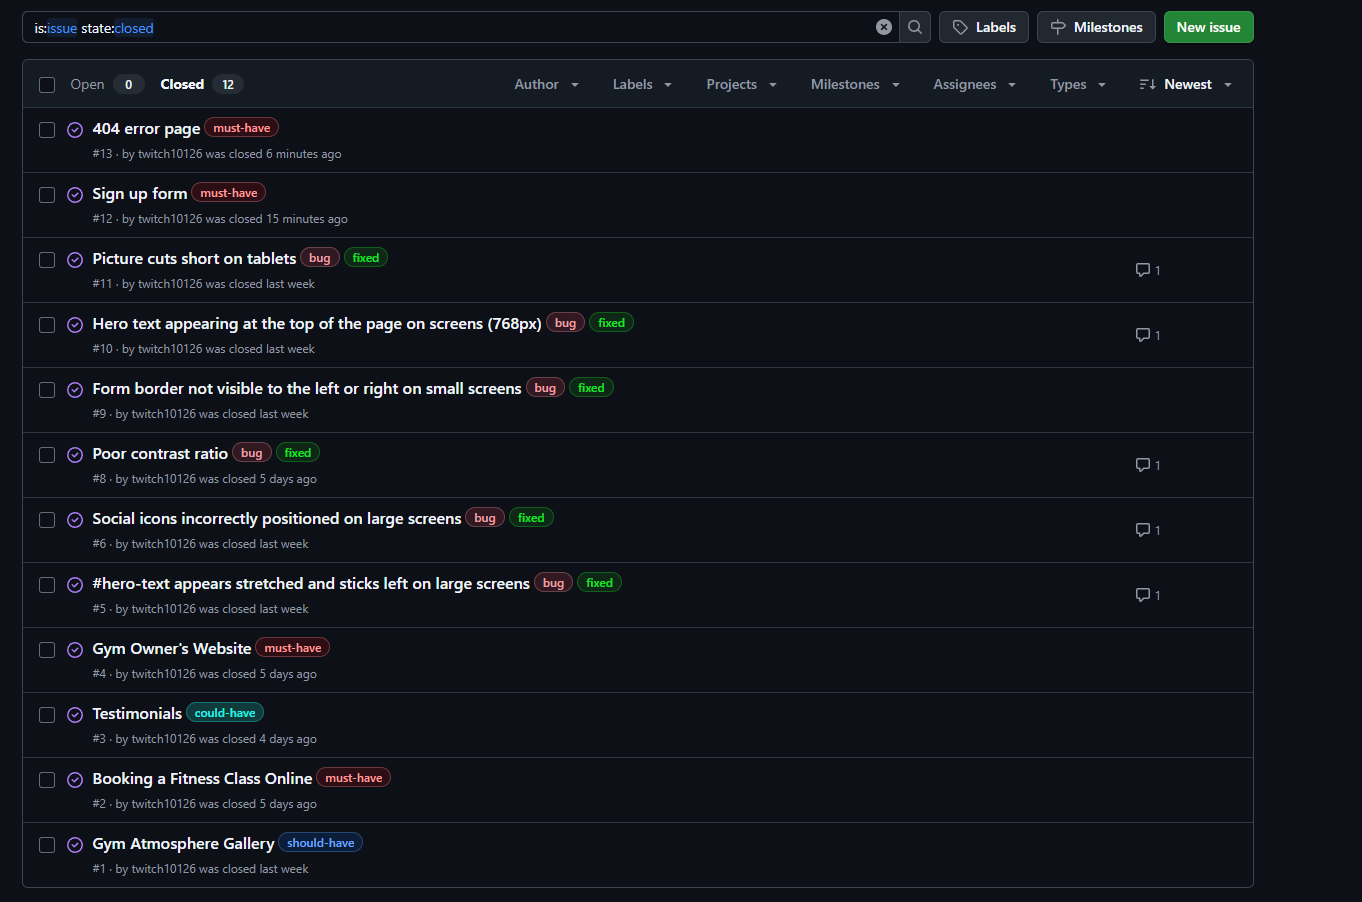 is:issue state:closed
Labels
Milestones
New issue
Open 0 Closed 12 Author Labels Projects Milestones Assignees Types Newest
404 error page must-have
#13 · by twitch10126 was closed 6 minutes ago
Sign up form must-have
#12 · by twitch10126 was closed 15 minutes ago
Picture cuts short on tablets bug fixed
1
#11 · by twitch10126 was closed last week
Hero text appearing at the top of the page on screens (768px) bug fixed
1
#10 · by twitch10126 was closed last week
Form border not visible to the left or right on small screens bug fixed
#9 · by twitch10126 was closed last week
Poor contrast ratio bug fixed
1
#8 · by twitch10126 was closed 5 days ago
Social icons incorrectly positioned on large screens bug fixed
1
#6 · by twitch10126 was closed last week
#hero-text appears stretched and sticks left on large screens bug fixed
1
#5 · by twitch10126 was closed last week
Gym Owner's Website must-have
#4 · by twitch10126 was closed 5 days ago
Testimonials could-have
#3 · by twitch10126 was closed 4 days ago
Booking a Fitness Class Online must-have
#2 · by twitch10126 was closed 5 days ago
Gym Atmosphere Gallery should-have
#1 · by twitch10126 was closed last week